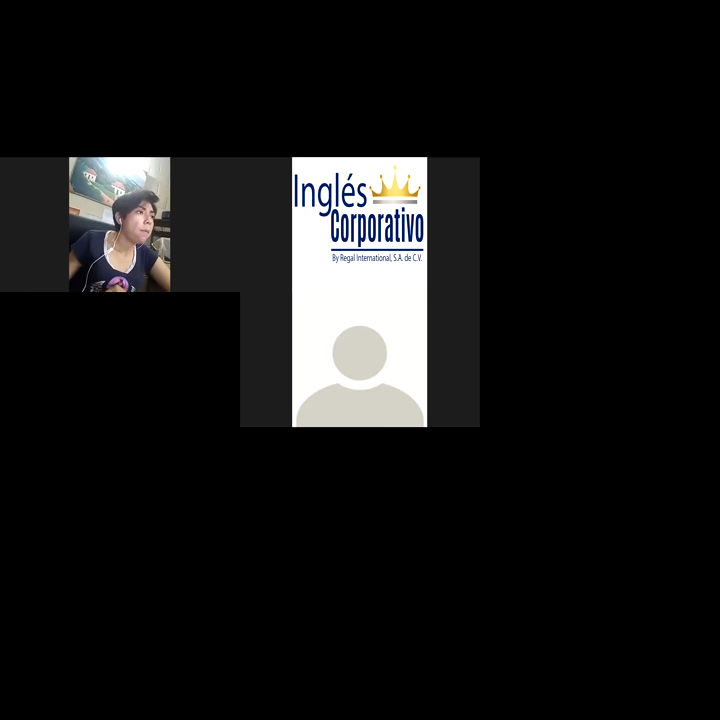 Inglés
Corporativo
By Regal International, S.A. de C.V.